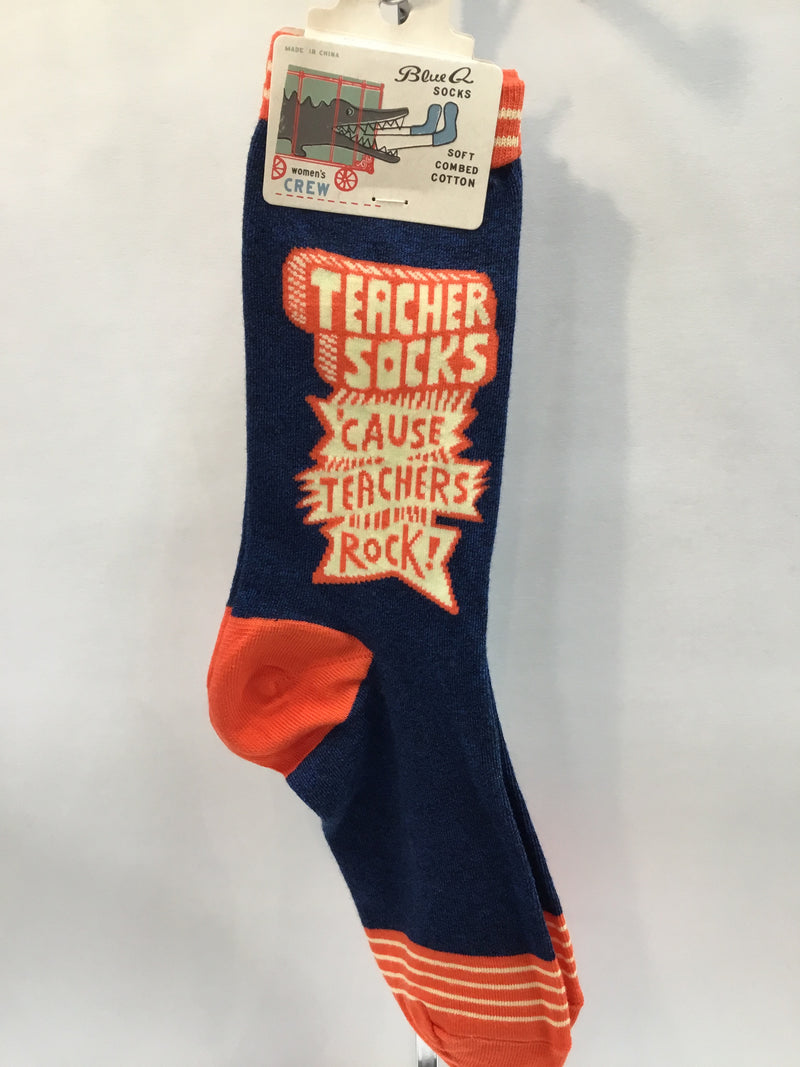 MADE IN CHINA
Blue Q
SOCKS
SOFT
COMBED
COTTON
women's
CREW
TEACHER
SOCKS
'CAUSE
TEACHERS
ROCK!